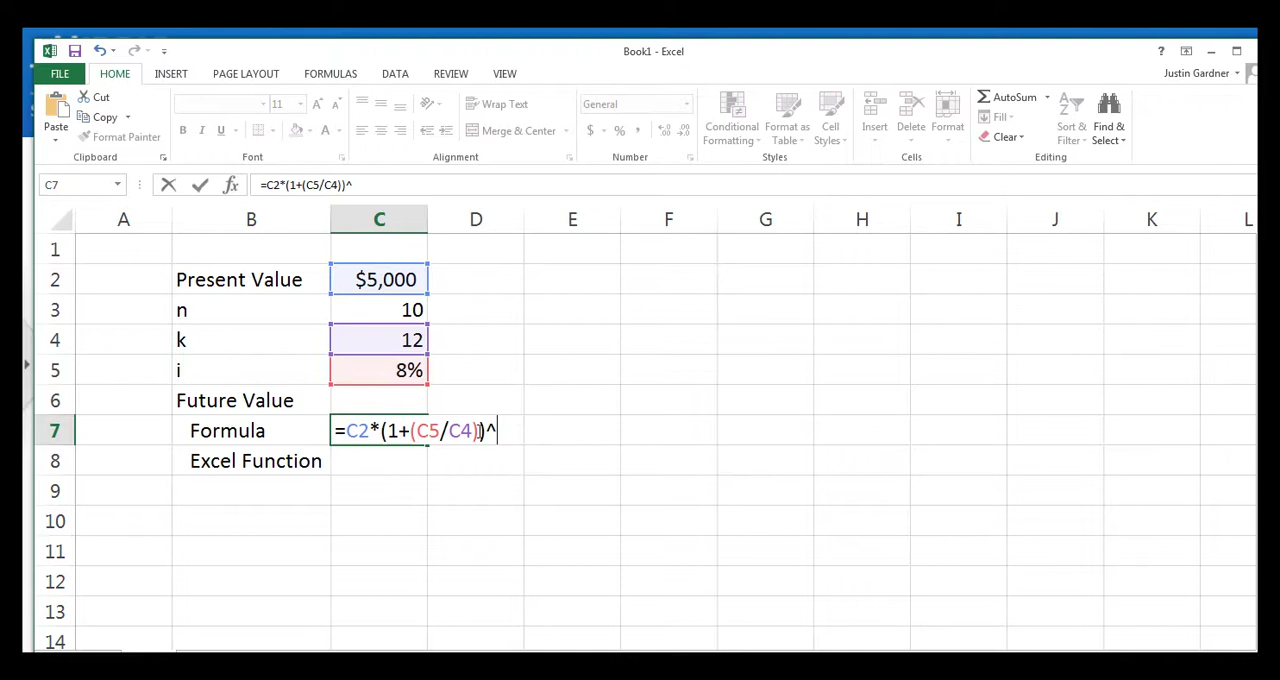 Book1 - Excel
?
FILE HOME INSERT PAGE LAYOUT FORMULAS DATA REVIEW VIEW
Justin Gardner
Paste
Cut
Copy
Format Painter
Clipboard
11
A A
B I U
A
Font
Wrap Text
Merge & Center
Alignment
General
$ % ,
Number
Conditional Formatting
Format as Table
Cell Styles
Styles
Insert
Delete
Format
Cells
AutoSum
Fill
Clear
Sort & Filter
Find & Select
Editing
C7 fx =C2*(1+(C5/C4))^
A B C D E F G H I J K L
1
2 Present Value $5,000
3 n 10
4 k 12
5 i 8%
6 Future Value
7 Formula =C2*(1+(C5/C4))^
8 Excel Function
9
10
11
12
13
14